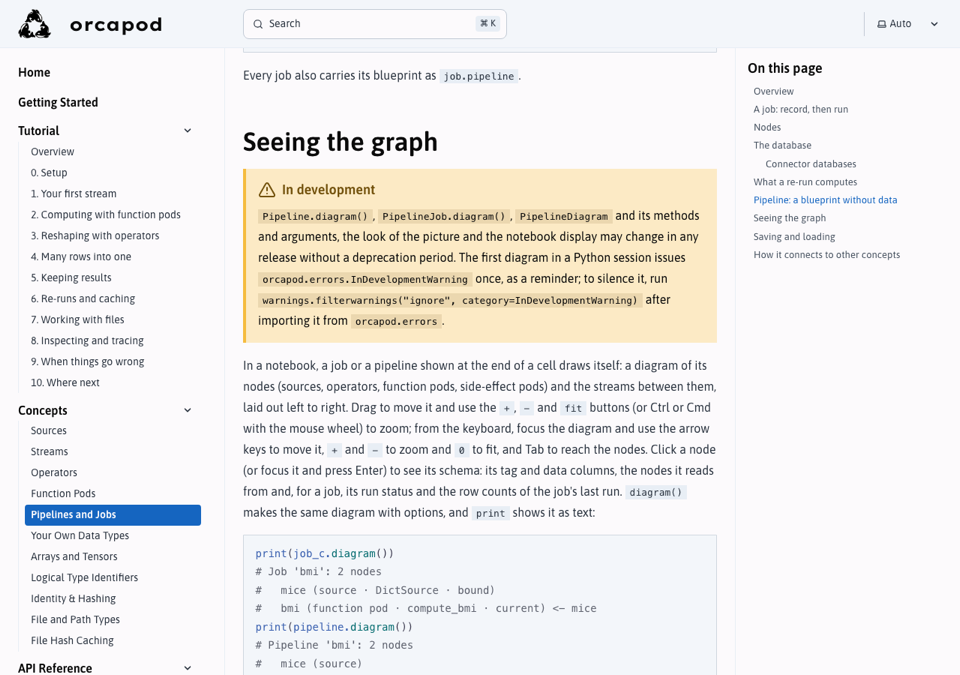 orcapod
Search
⌘ K
Auto
Home
Getting Started
Tutorial
Overview
0. Setup
1. Your first stream
2. Computing with function pods
3. Reshaping with operators
4. Many rows into one
5. Keeping results
6. Re-runs and caching
7. Working with files
8. Inspecting and tracing
9. When things go wrong
10. Where next
Concepts
Sources
Streams
Operators
Function Pods
Pipelines and Jobs
Your Own Data Types
Arrays and Tensors
Logical Type Identifiers
Identity & Hashing
File and Path Types
File Hash Caching
API Reference
Every job also carries its blueprint as job.pipeline.
Seeing the graph
In development
Pipeline.diagram(), PipelineJob.diagram(), PipelineDiagram and its methods
and arguments, the look of the picture and the notebook display may change in any
release without a deprecation period. The first diagram in a Python session issues
orcapod.errors.InDevelopmentWarning once, as a reminder; to silence it, run
warnings.filterwarnings("ignore", category=InDevelopmentWarning) after
importing it from orcapod.errors.
In a notebook, a job or a pipeline shown at the end of a cell draws itself: a diagram of its
nodes (sources, operators, function pods, side-effect pods) and the streams between them,
laid out left to right. Drag to move it and use the +, − and fit buttons (or Ctrl or Cmd
with the mouse wheel) to zoom; from the keyboard, focus the diagram and use the arrow
keys to move it, + and − to zoom and 0 to fit, and Tab to reach the nodes. Click a node
(or focus it and press Enter) to see its schema: its tag and data columns, the nodes it reads
from and, for a job, its run status and the row counts of the job's last run. diagram()
makes the same diagram with options, and print shows it as text:
print(job_c.diagram())
# Job 'bmi': 2 nodes
#   mice (source · DictSource · bound)
#   bmi (function pod · compute_bmi · current) <- mice
print(pipeline.diagram())
# Pipeline 'bmi': 2 nodes
#   mice (source)
On this page
Overview
A job: record, then run
Nodes
The database
Connector databases
What a re-run computes
Pipeline: a blueprint without data
Seeing the graph
Saving and loading
How it connects to other concepts